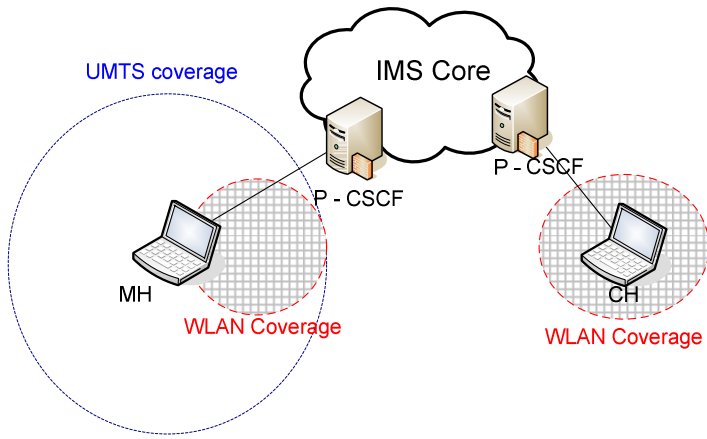 IMS Core
UMTS coverage
P - CSCF
P - CSCF
MH
CH
WLAN Coverage
WLAN Coverage